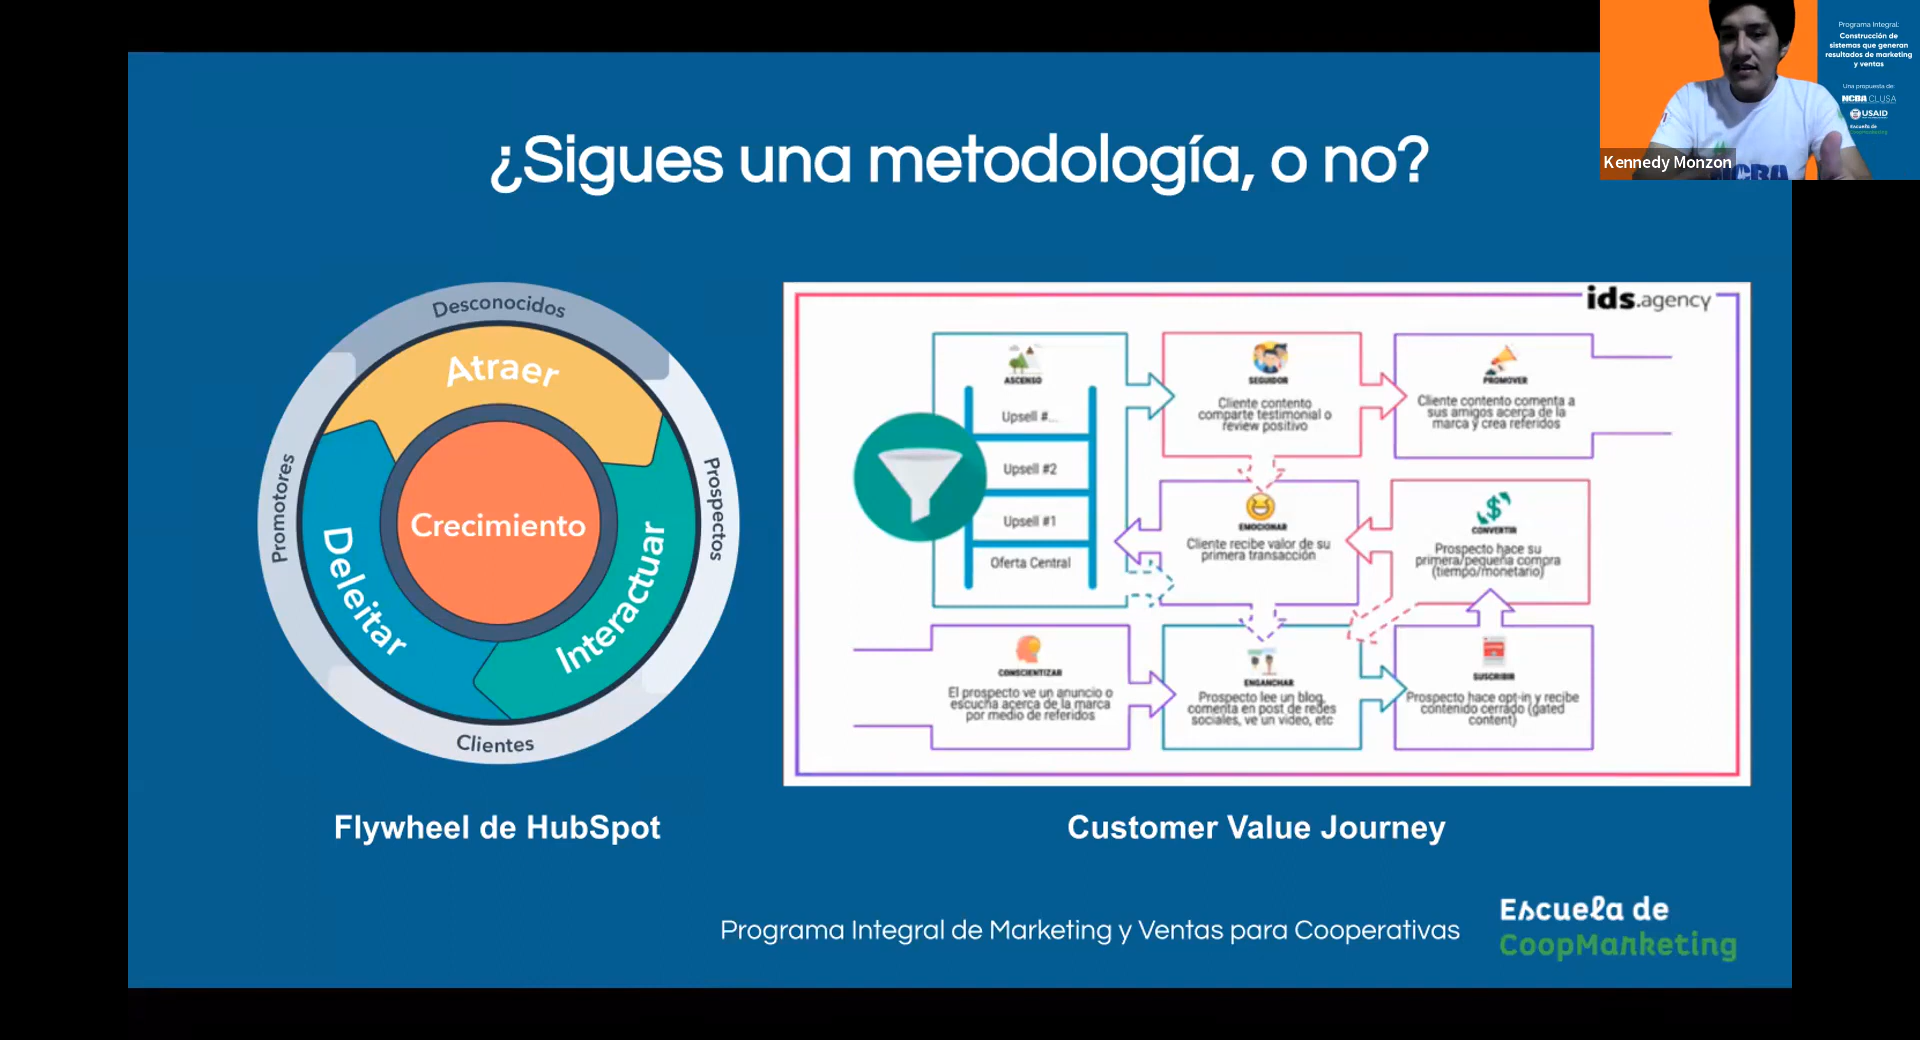 ¿Sigues una metodología, o no?
Programa Integral:
Construcción de
sistemas que generan
resultados de marketing
y ventas
Una propuesta de:
NCBA CLUSA
USAID
Escuela de
CoopMarketing
Kennedy Monzon
NCBA
Desconocidos
Atraer
Promotores
Prospectos
Crecimiento
Deleitar
Interactuar
Clientes
Flywheel de HubSpot
ids.agency
ASCENSO
Upsell #...
Upsell #2
Upsell #1
Oferta Central
SEGUIDOR
Cliente contento
comparte testimonial o
review positivo
PROMOVER
Cliente contento comenta a
sus amigos acerca de la
marca y crea referidos
EMOCIONAR
Cliente recibe valor de su
primera transacción
CONVERTIR
Prospecto hace su
primera/pequeña compra
(tiempo/monetario)
CONSCIENTIZAR
El prospecto ve un anuncio o
escucha acerca de la marca
por medio de referidos
ENGANCHAR
Prospecto lee un blog,
comenta en post de redes
sociales, ve un video, etc
SUSCRIBIR
Prospecto hace opt-in y recibe
contenido cerrado (gated
content)
Customer Value Journey
Programa Integral de Marketing y Ventas para Cooperativas
Escuela de
CoopMarketing